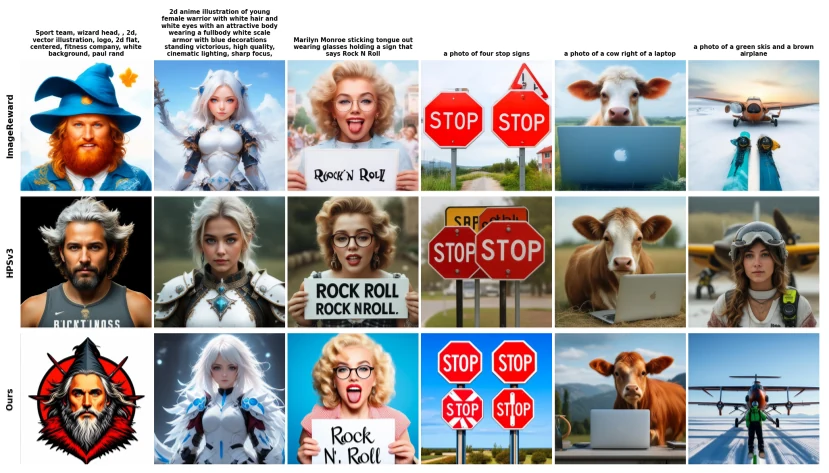 Sport team, wizard head, , 2d,
vector illustration, logo, 2d flat,
centered, fitness company, white
background, paul rand
2d anime illustration of young
female warrior with white hair and
white eyes with an attractive body
wearing a fullbody white scale
armor with blue decorations
standing victorious, high quality,
cinematic lighting, sharp focus,
Marilyn Monroe sticking tongue out
wearing glasses holding a sign that
says Rock N Roll
a photo of four stop signs
a photo of a cow right of a laptop
a photo of a green skis and a brown
airplane
ImageReward
ROCK'N ROLL
STOP
STOP
HPSv3
ROCK ROLL
ROCK NROLL.
STOP
STOP
Ours
Rock
N'. Roll
STOP
STOP
STOP
STOP